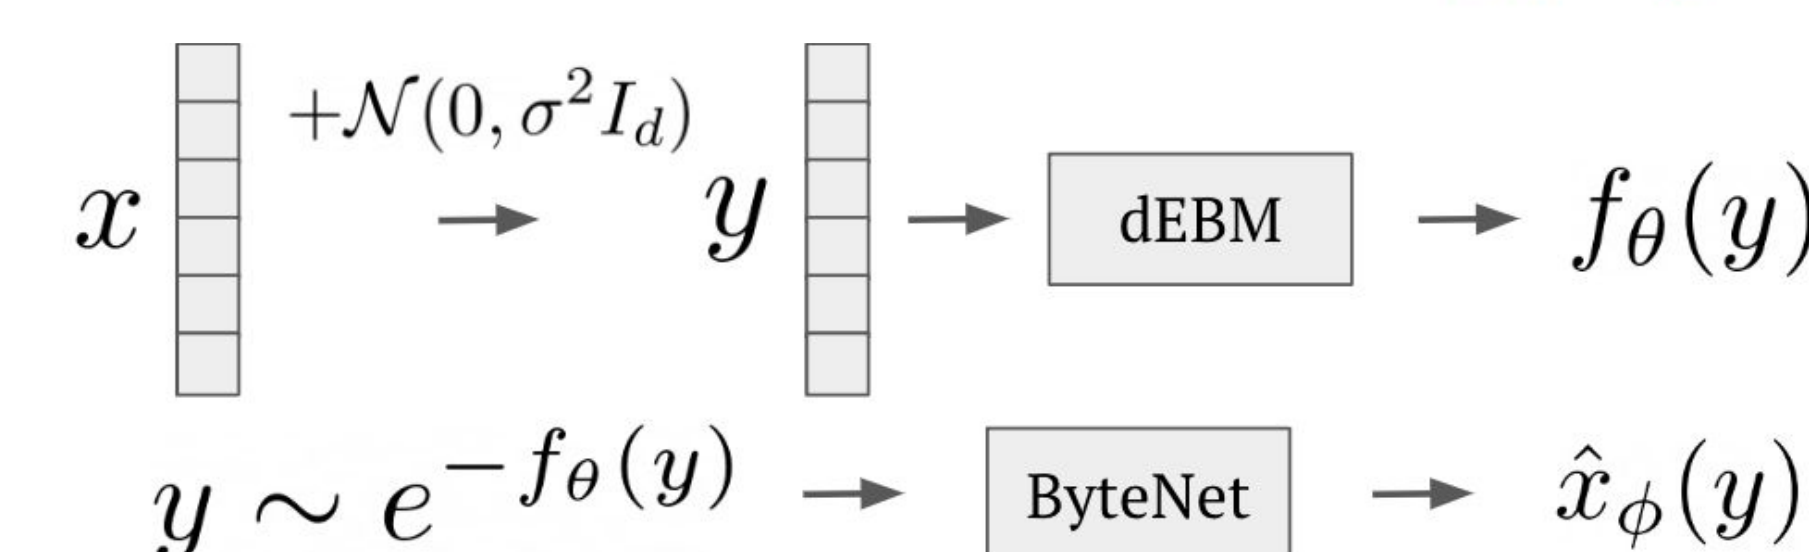 +𝒩(0, σ²I_d)
x → y → dEBM → f_θ(y)
y ∼ e^{−f_θ(y)} → ByteNet → x̂_ϕ(y)